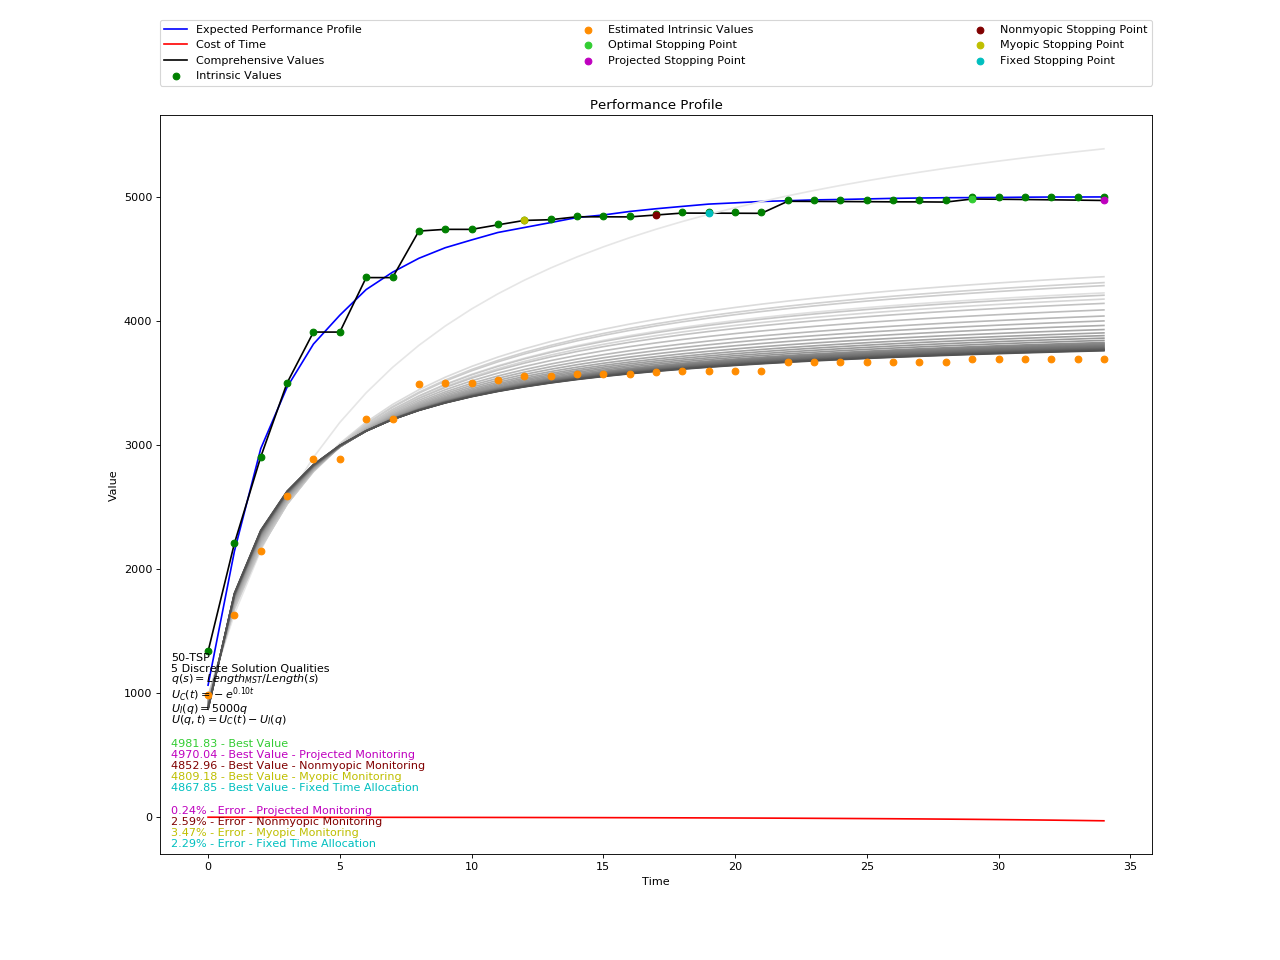 Expected Performance Profile
Cost of Time
Comprehensive Values
Intrinsic Values
Estimated Intrinsic Values
Optimal Stopping Point
Projected Stopping Point
Nonmyopic Stopping Point
Myopic Stopping Point
Fixed Stopping Point
Performance Profile
5000
4000
3000
2000
1000
0
Value
50-TSP
5 Discrete Solution Qualities
q(s) = Length_{MST}/Length(s)
U_C(t) = -e^{0.10t}
U_I(q) = 5000q
U(q, t) = U_C(t) - U_I(q)
4981.83 - Best Value
4970.04 - Best Value - Projected Monitoring
4852.96 - Best Value - Nonmyopic Monitoring
4809.18 - Best Value - Myopic Monitoring
4867.85 - Best Value - Fixed Time Allocation
0.24% - Error - Projected Monitoring
2.59% - Error - Nonmyopic Monitoring
3.47% - Error - Myopic Monitoring
2.29% - Error - Fixed Time Allocation
0 5 10 15 20 25 30 35
Time